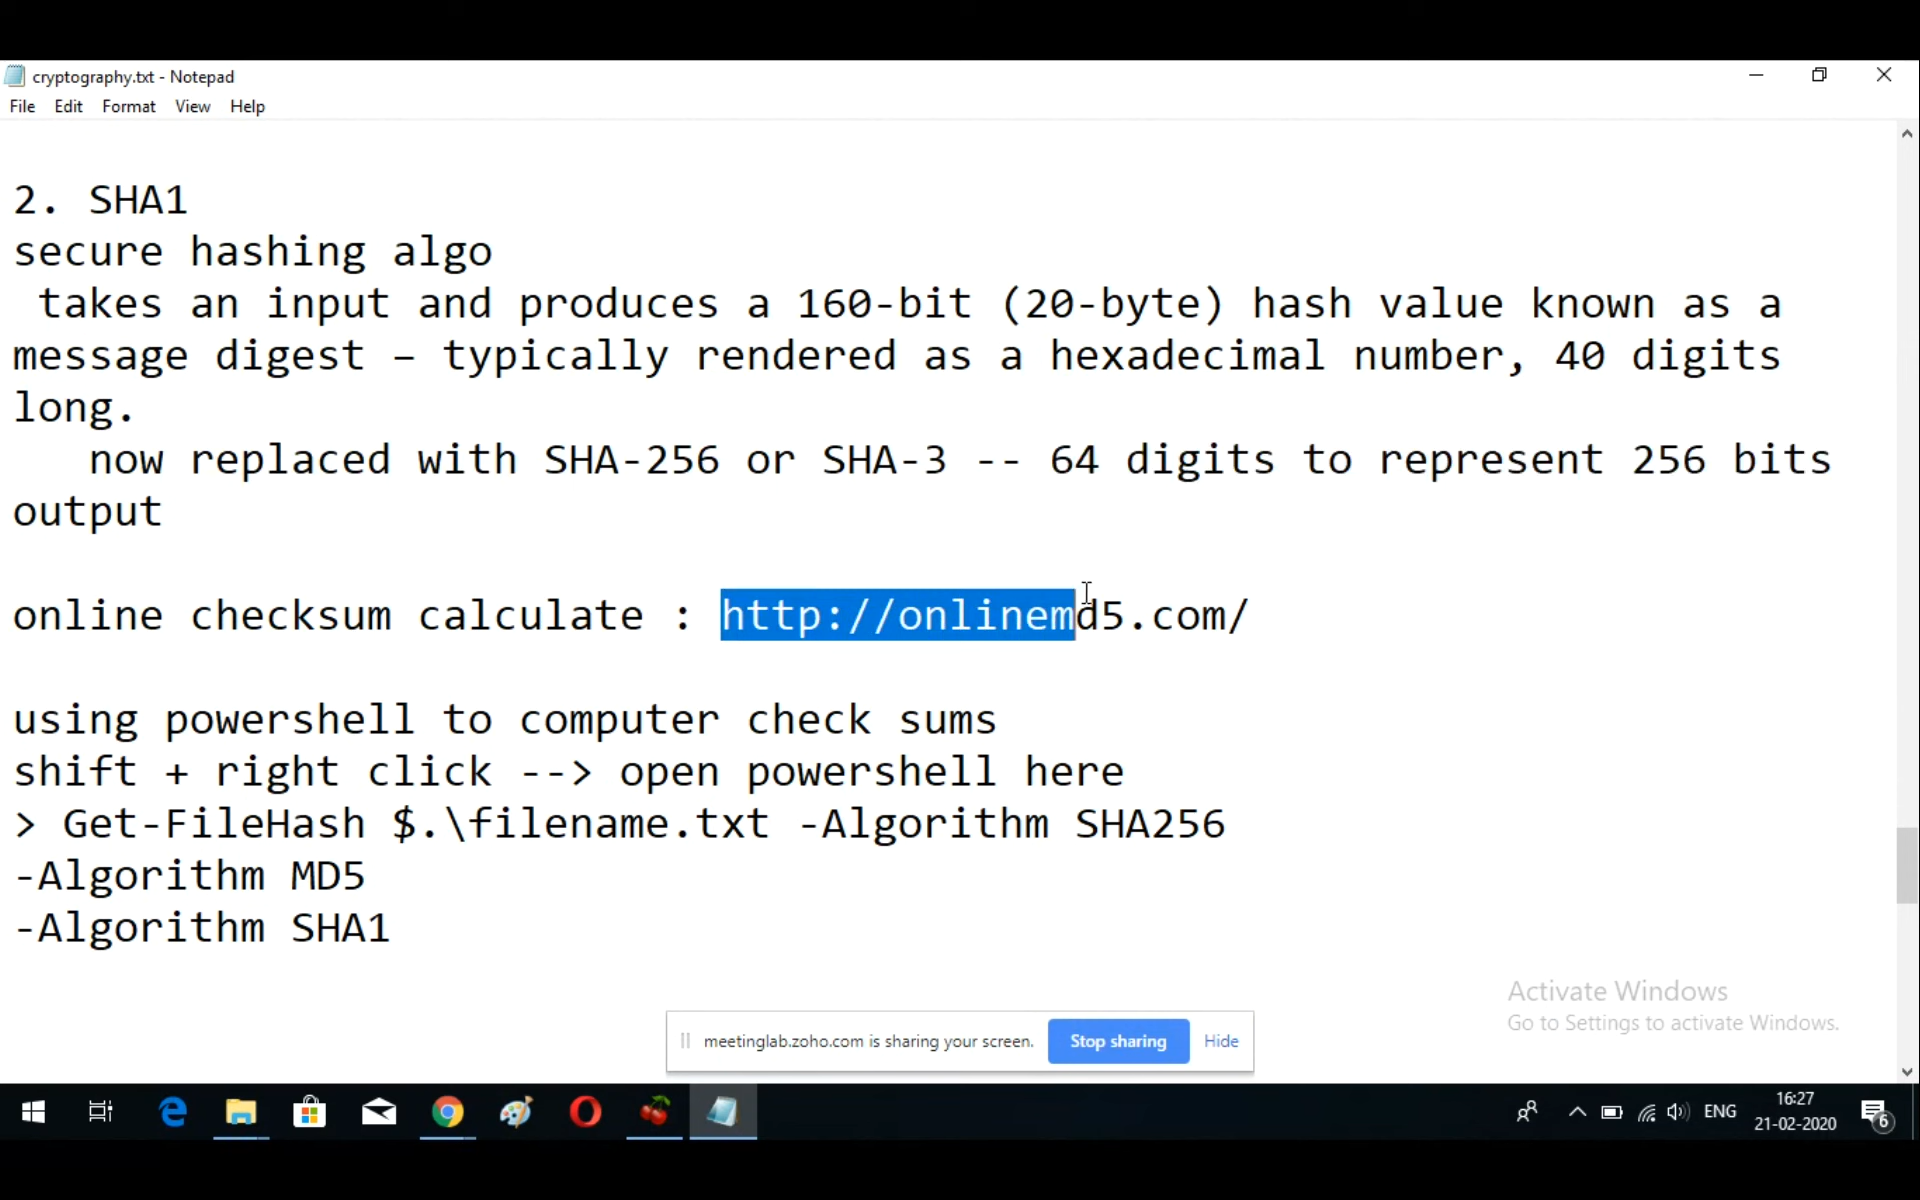 cryptography.txt - Notepad
File Edit Format View Help
2. SHA1
secure hashing algo
takes an input and produces a 160-bit (20-byte) hash value known as a
message digest – typically rendered as a hexadecimal number, 40 digits
long.
now replaced with SHA-256 or SHA-3 -- 64 digits to represent 256 bits
output
online checksum calculate : http://onlinemd5.com/
using powershell to computer check sums
shift + right click --> open powershell here
> Get-FileHash $.\filename.txt -Algorithm SHA256
-Algorithm MD5
-Algorithm SHA1
Activate Windows
Go to Settings to activate Windows.
meetinglab.zoho.com is sharing your screen. Stop sharing Hide
ENG
16:27
21-02-2020
6